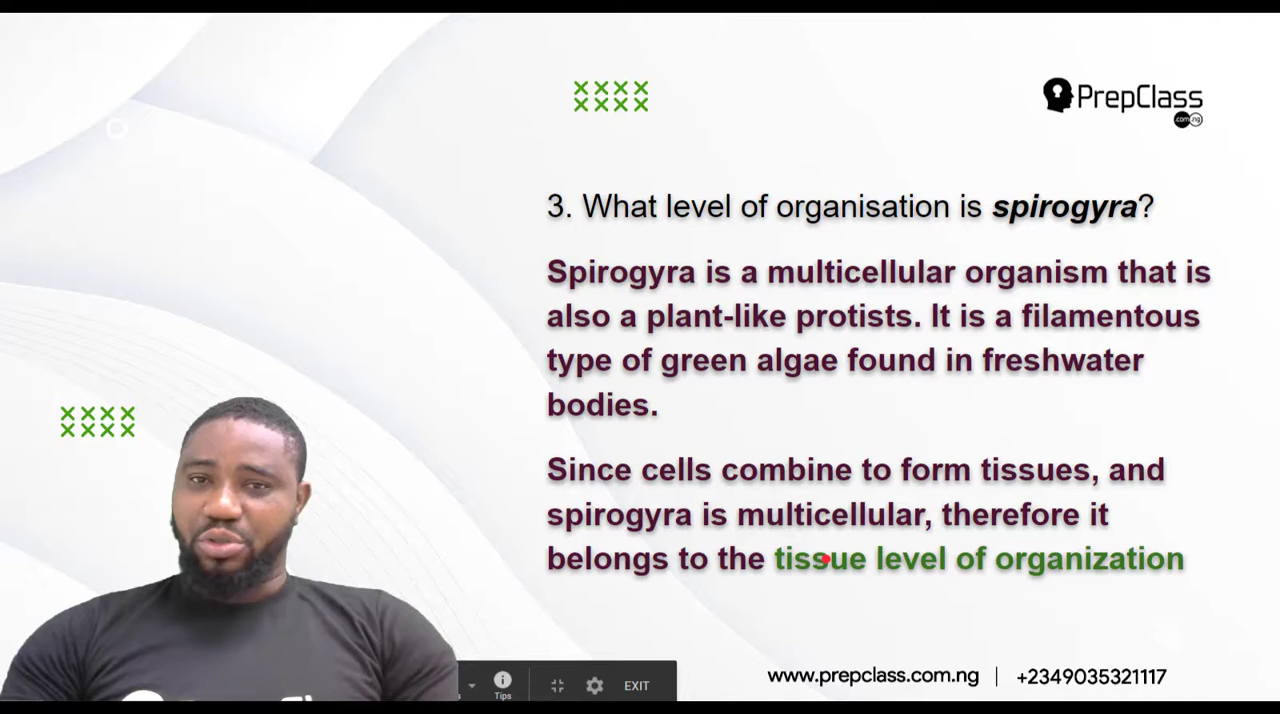 PrepClass
.com.ng
3. What level of organisation is spirogyra?
Spirogyra is a multicellular organism that is
also a plant-like protists. It is a filamentous
type of green algae found in freshwater
bodies.
Since cells combine to form tissues, and
spirogyra is multicellular, therefore it
belongs to the tissue level of organization
Tips
EXIT
www.prepclass.com.ng | +2349035321117